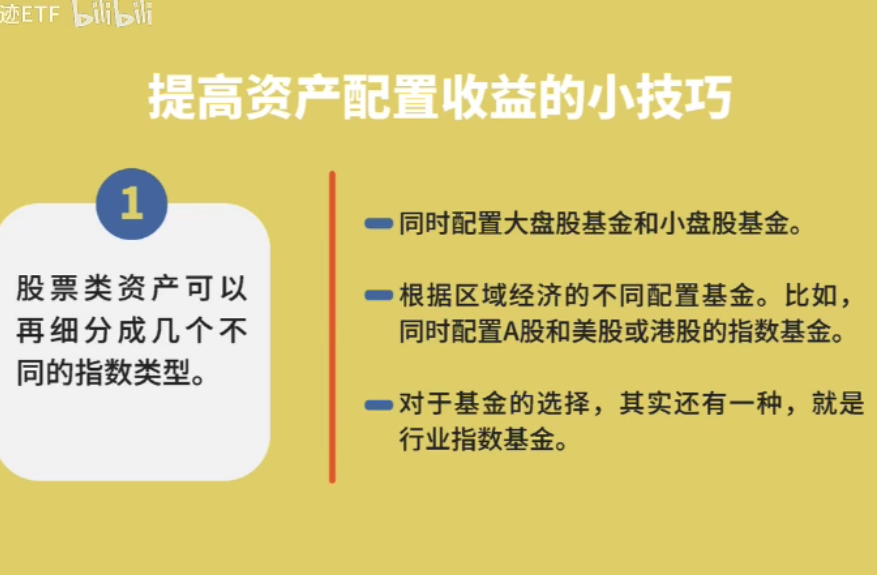 迹ETF bilibili
提高资产配置收益的小技巧
1
股票类资产可以
再细分成几个不
同的指数类型。
同时配置大盘股基金和小盘股基金。
根据区域经济的不同配置基金。比如，
同时配置A股和美股或港股的指数基金。
对于基金的选择，其实还有一种，就是
行业指数基金。